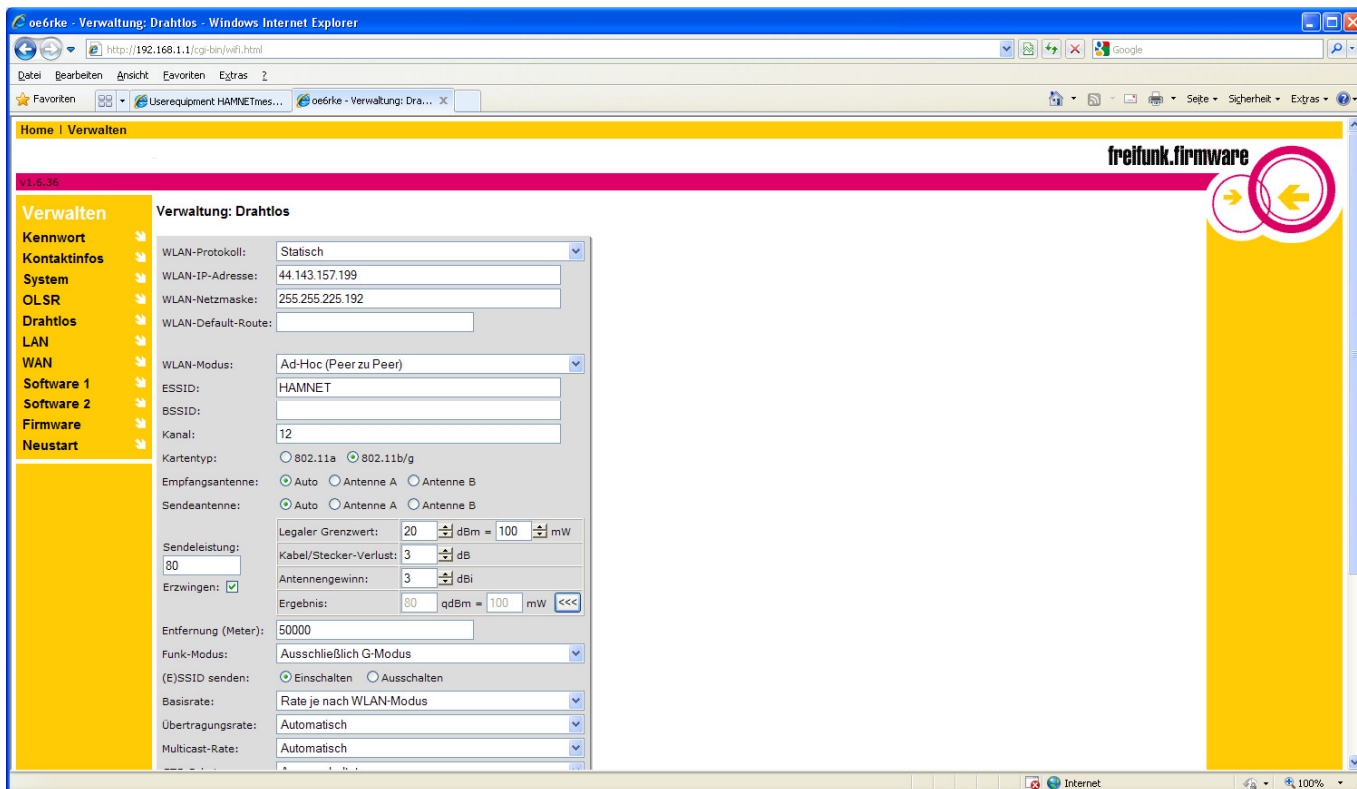 oe6rke - Verwaltung: Drahtlos - Windows Internet Explorer
http://192.168.1.1/cgi-bin/wifi.html
Google
Datei Bearbeiten Ansicht Favoriten Extras ?
Favoriten Userequipment HAMNETmes... oe6rke - Verwaltung: Dra... X Seite Sicherheit Extras
Home | Verwalten
freifunk.firmware
v1.6.36
Verwalten
Kennwort
Kontaktinfos
System
OLSR
Drahtlos
LAN
WAN
Software 1
Software 2
Firmware
Neustart
Verwaltung: Drahtlos
WLAN-Protokoll: Statisch
WLAN-IP-Adresse: 44.143.157.199
WLAN-Netzmaske: 255.255.225.192
WLAN-Default-Route:
WLAN-Modus: Ad-Hoc (Peer zu Peer)
ESSID: HAMNET
BSSID:
Kanal: 12
Kartentyp: 802.11a 802.11b/g
Empfangsantenne: Auto Antenne A Antenne B
Sendeantenne: Auto Antenne A Antenne B
Sendeleistung:
80
Erzwingen:
Legaler Grenzwert: 20 dBm = 100 mW
Kabel/Stecker-Verlust: 3 dB
Antennengewinn: 3 dBi
Ergebnis: 80 qdBm = 100 mW <<<
Entfernung (Meter): 50000
Funk-Modus: Ausschließlich G-Modus
(E)SSID senden: Einschalten Ausschalten
Basisrate: Rate je nach WLAN-Modus
Übertragungsrate: Automatisch
Multicast-Rate: Automatisch
Internet 100%